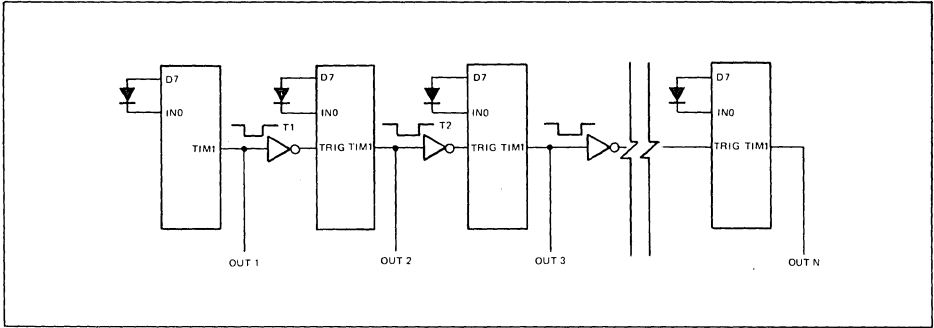 D7
IN0
TIM1
OUT 1
T1
D7
IN0
TRIG TIM1
OUT 2
T2
D7
IN0
TRIG TIM1
OUT 3
D7
IN0
TRIG TIM1
OUT N